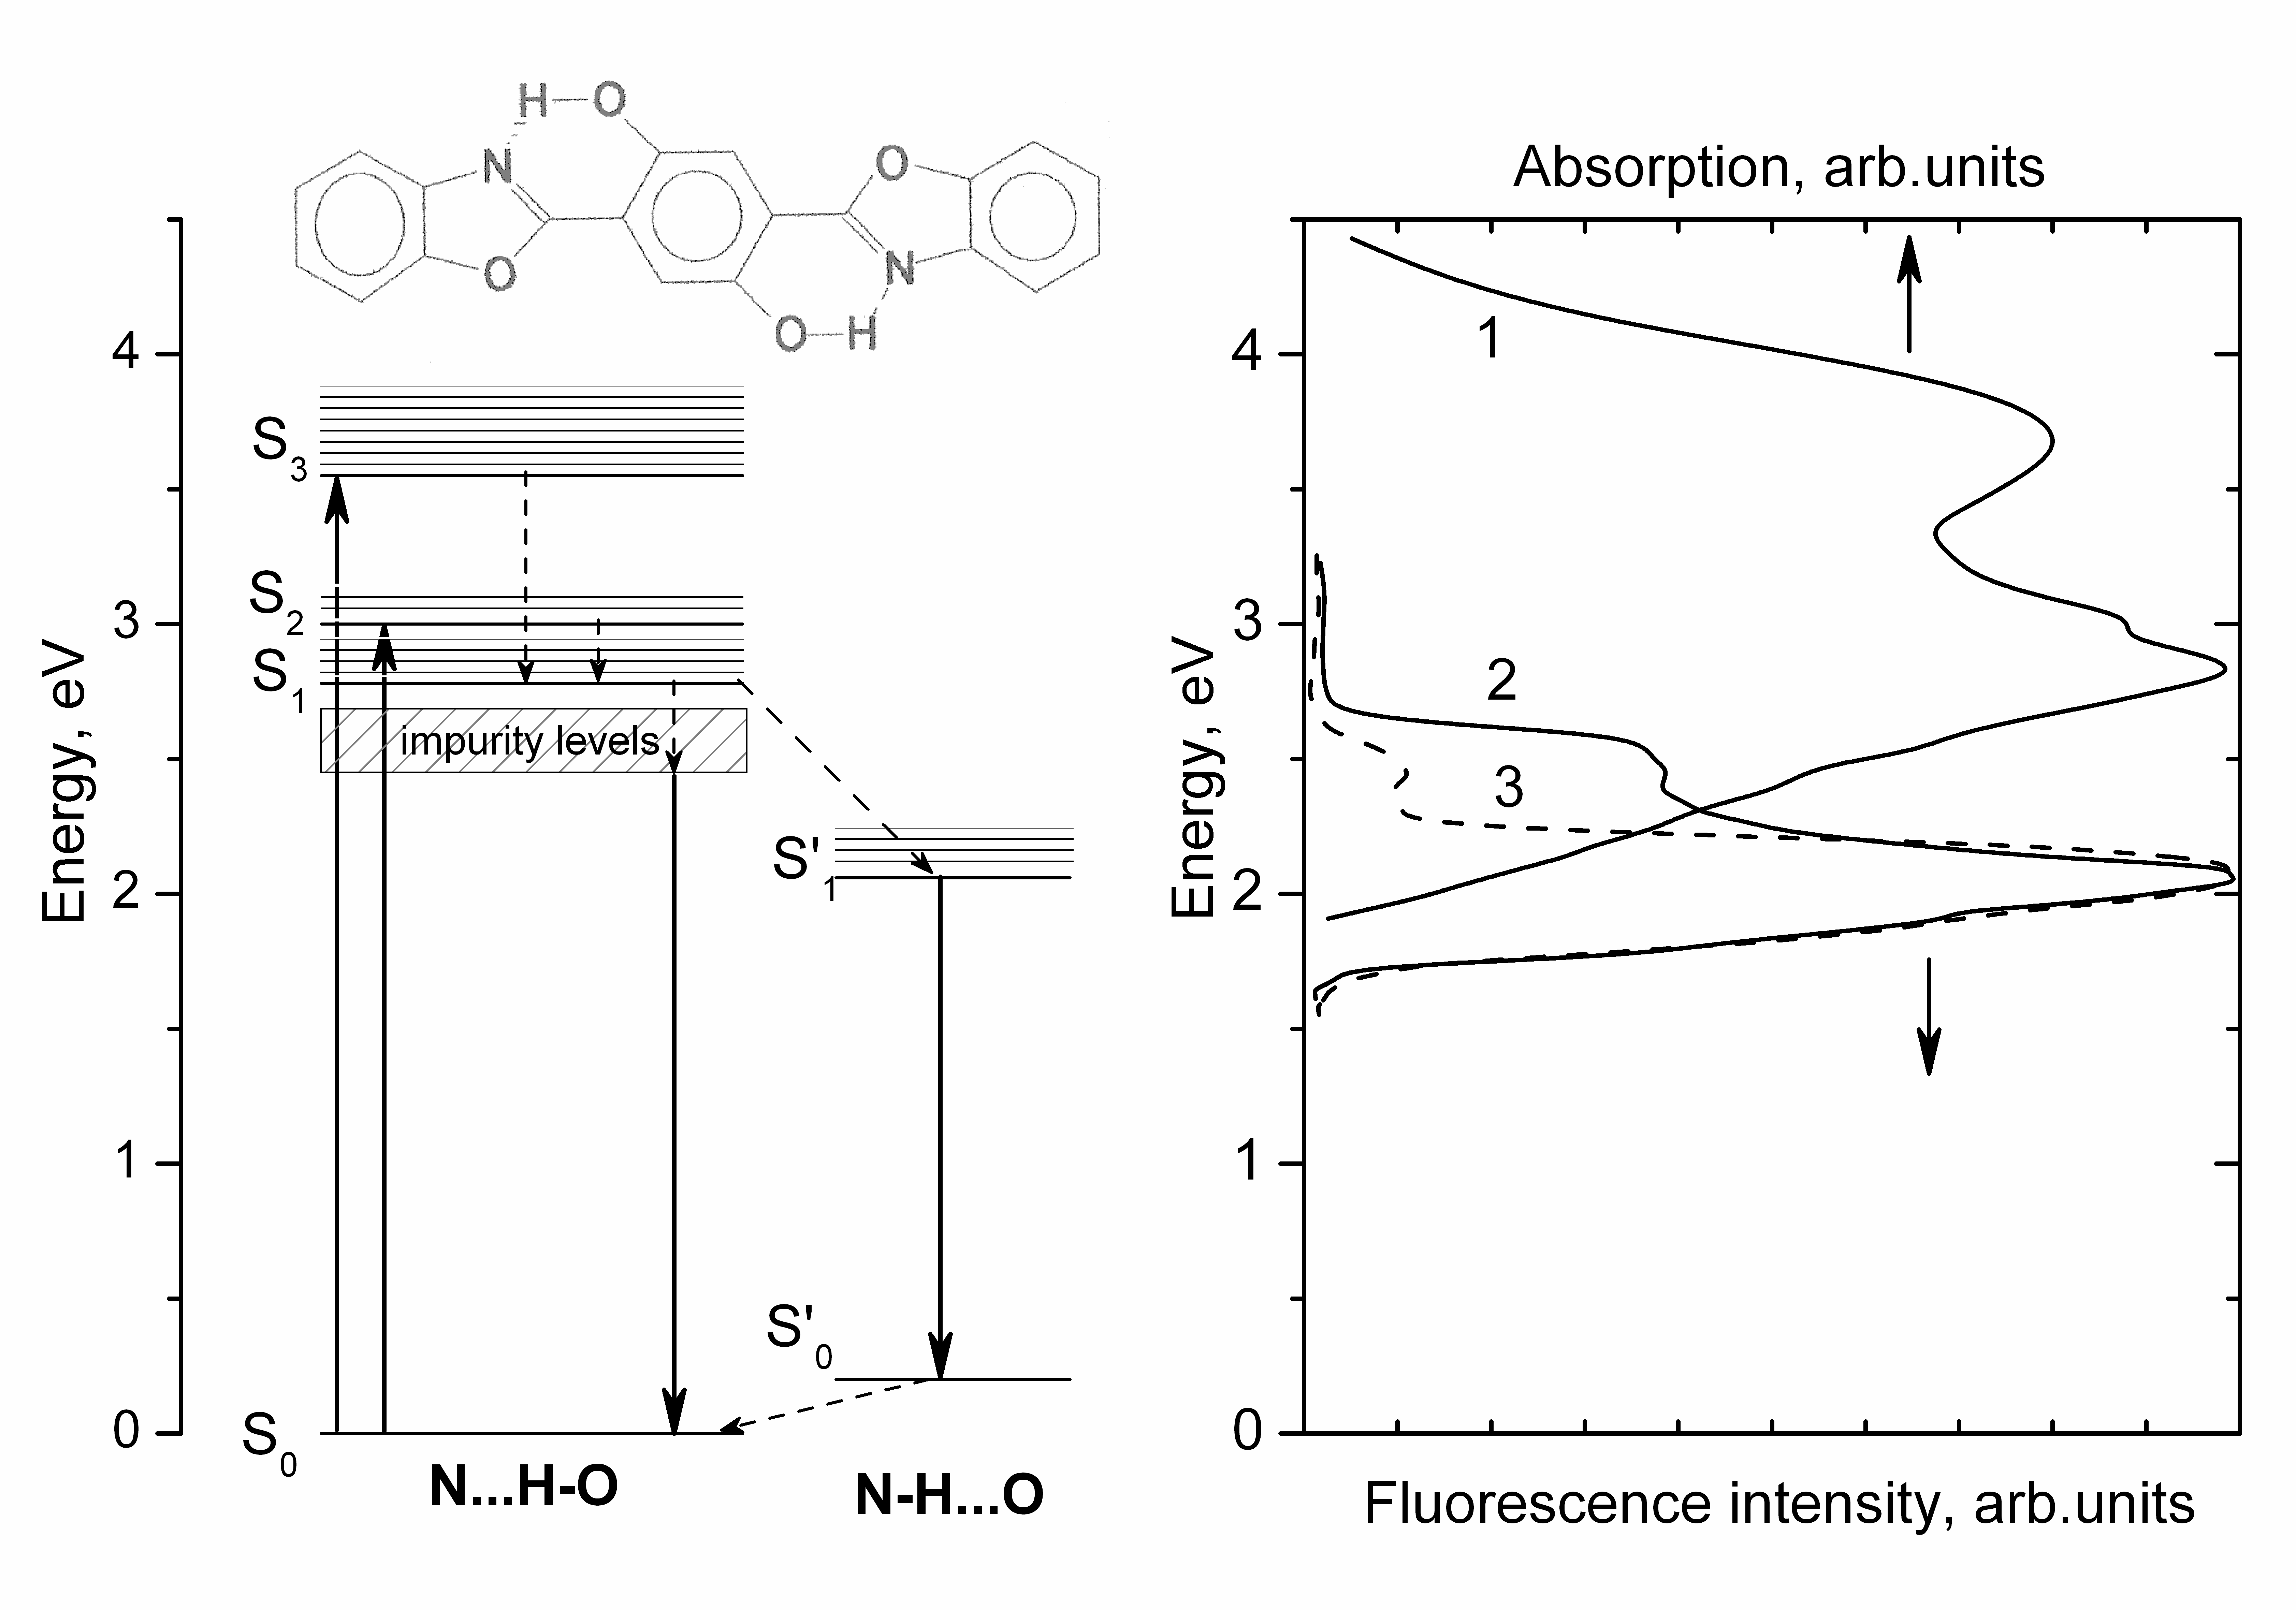 H O
N O
O N
O H
4
3
2
1
0
Energy, eV
S3
S2
S1
impurity levels
S'1
S'0
S0
N...H-O
N-H...O
Absorption, arb.units
4
3
2
1
0
Energy, eV
1
2
3
Fluorescence intensity, arb.units